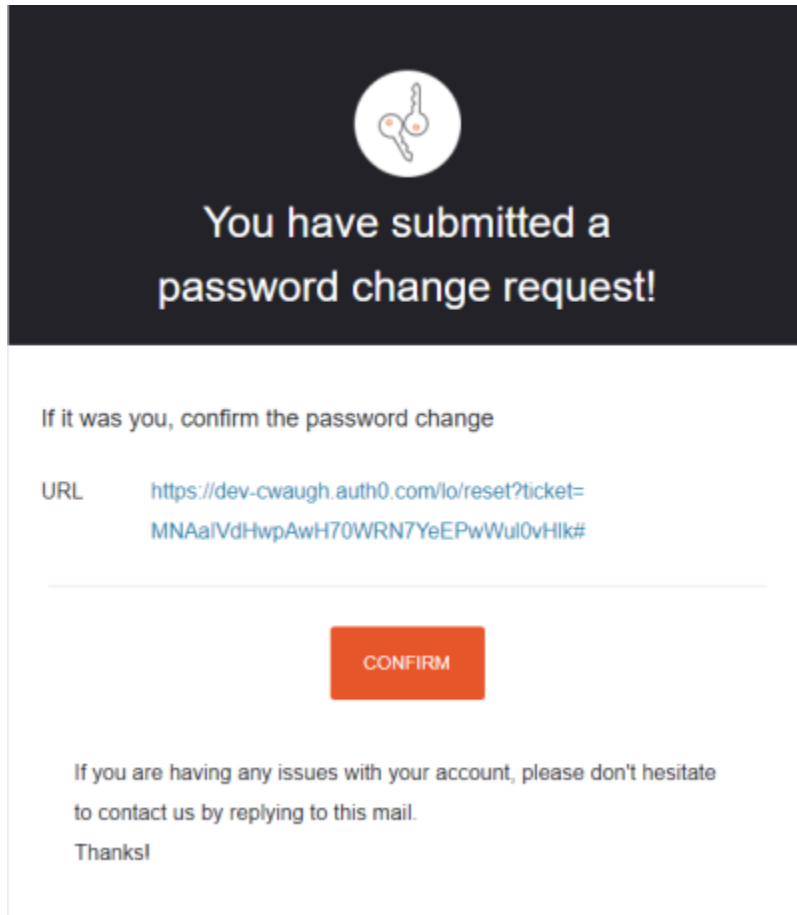 You have submitted a
password change request!
If it was you, confirm the password change
URL https://dev-cwaugh.auth0.com/lo/reset?ticket=
MNAaIVdHwpAwH70WRN7YeEPwWul0vHlk#
CONFIRM
If you are having any issues with your account, please don't hesitate
to contact us by replying to this mail.
Thanks!